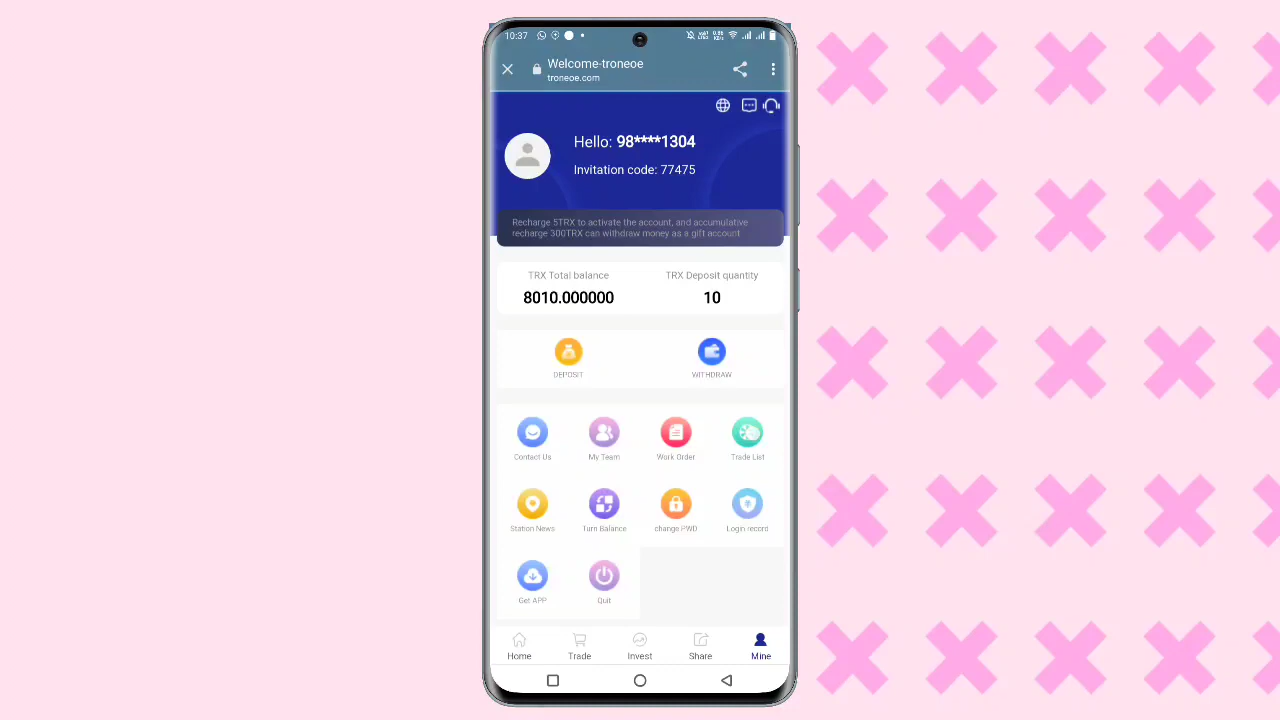 10:37
Welcome-troneoe
troneoe.com
Hello: 98****1304
Invitation code: 77475
Recharge 5TRX to activate the account, and accumulative
recharge 300TRX can withdraw money as a gift account
TRX Total balance
TRX Deposit quantity
8010.000000
10
DEPOSIT
WITHDRAW
Contact Us
My Team
Work Order
Trade List
Station News
Turn Balance
change PWD
Login record
Get APP
Quit
Home
Trade
Invest
Share
Mine